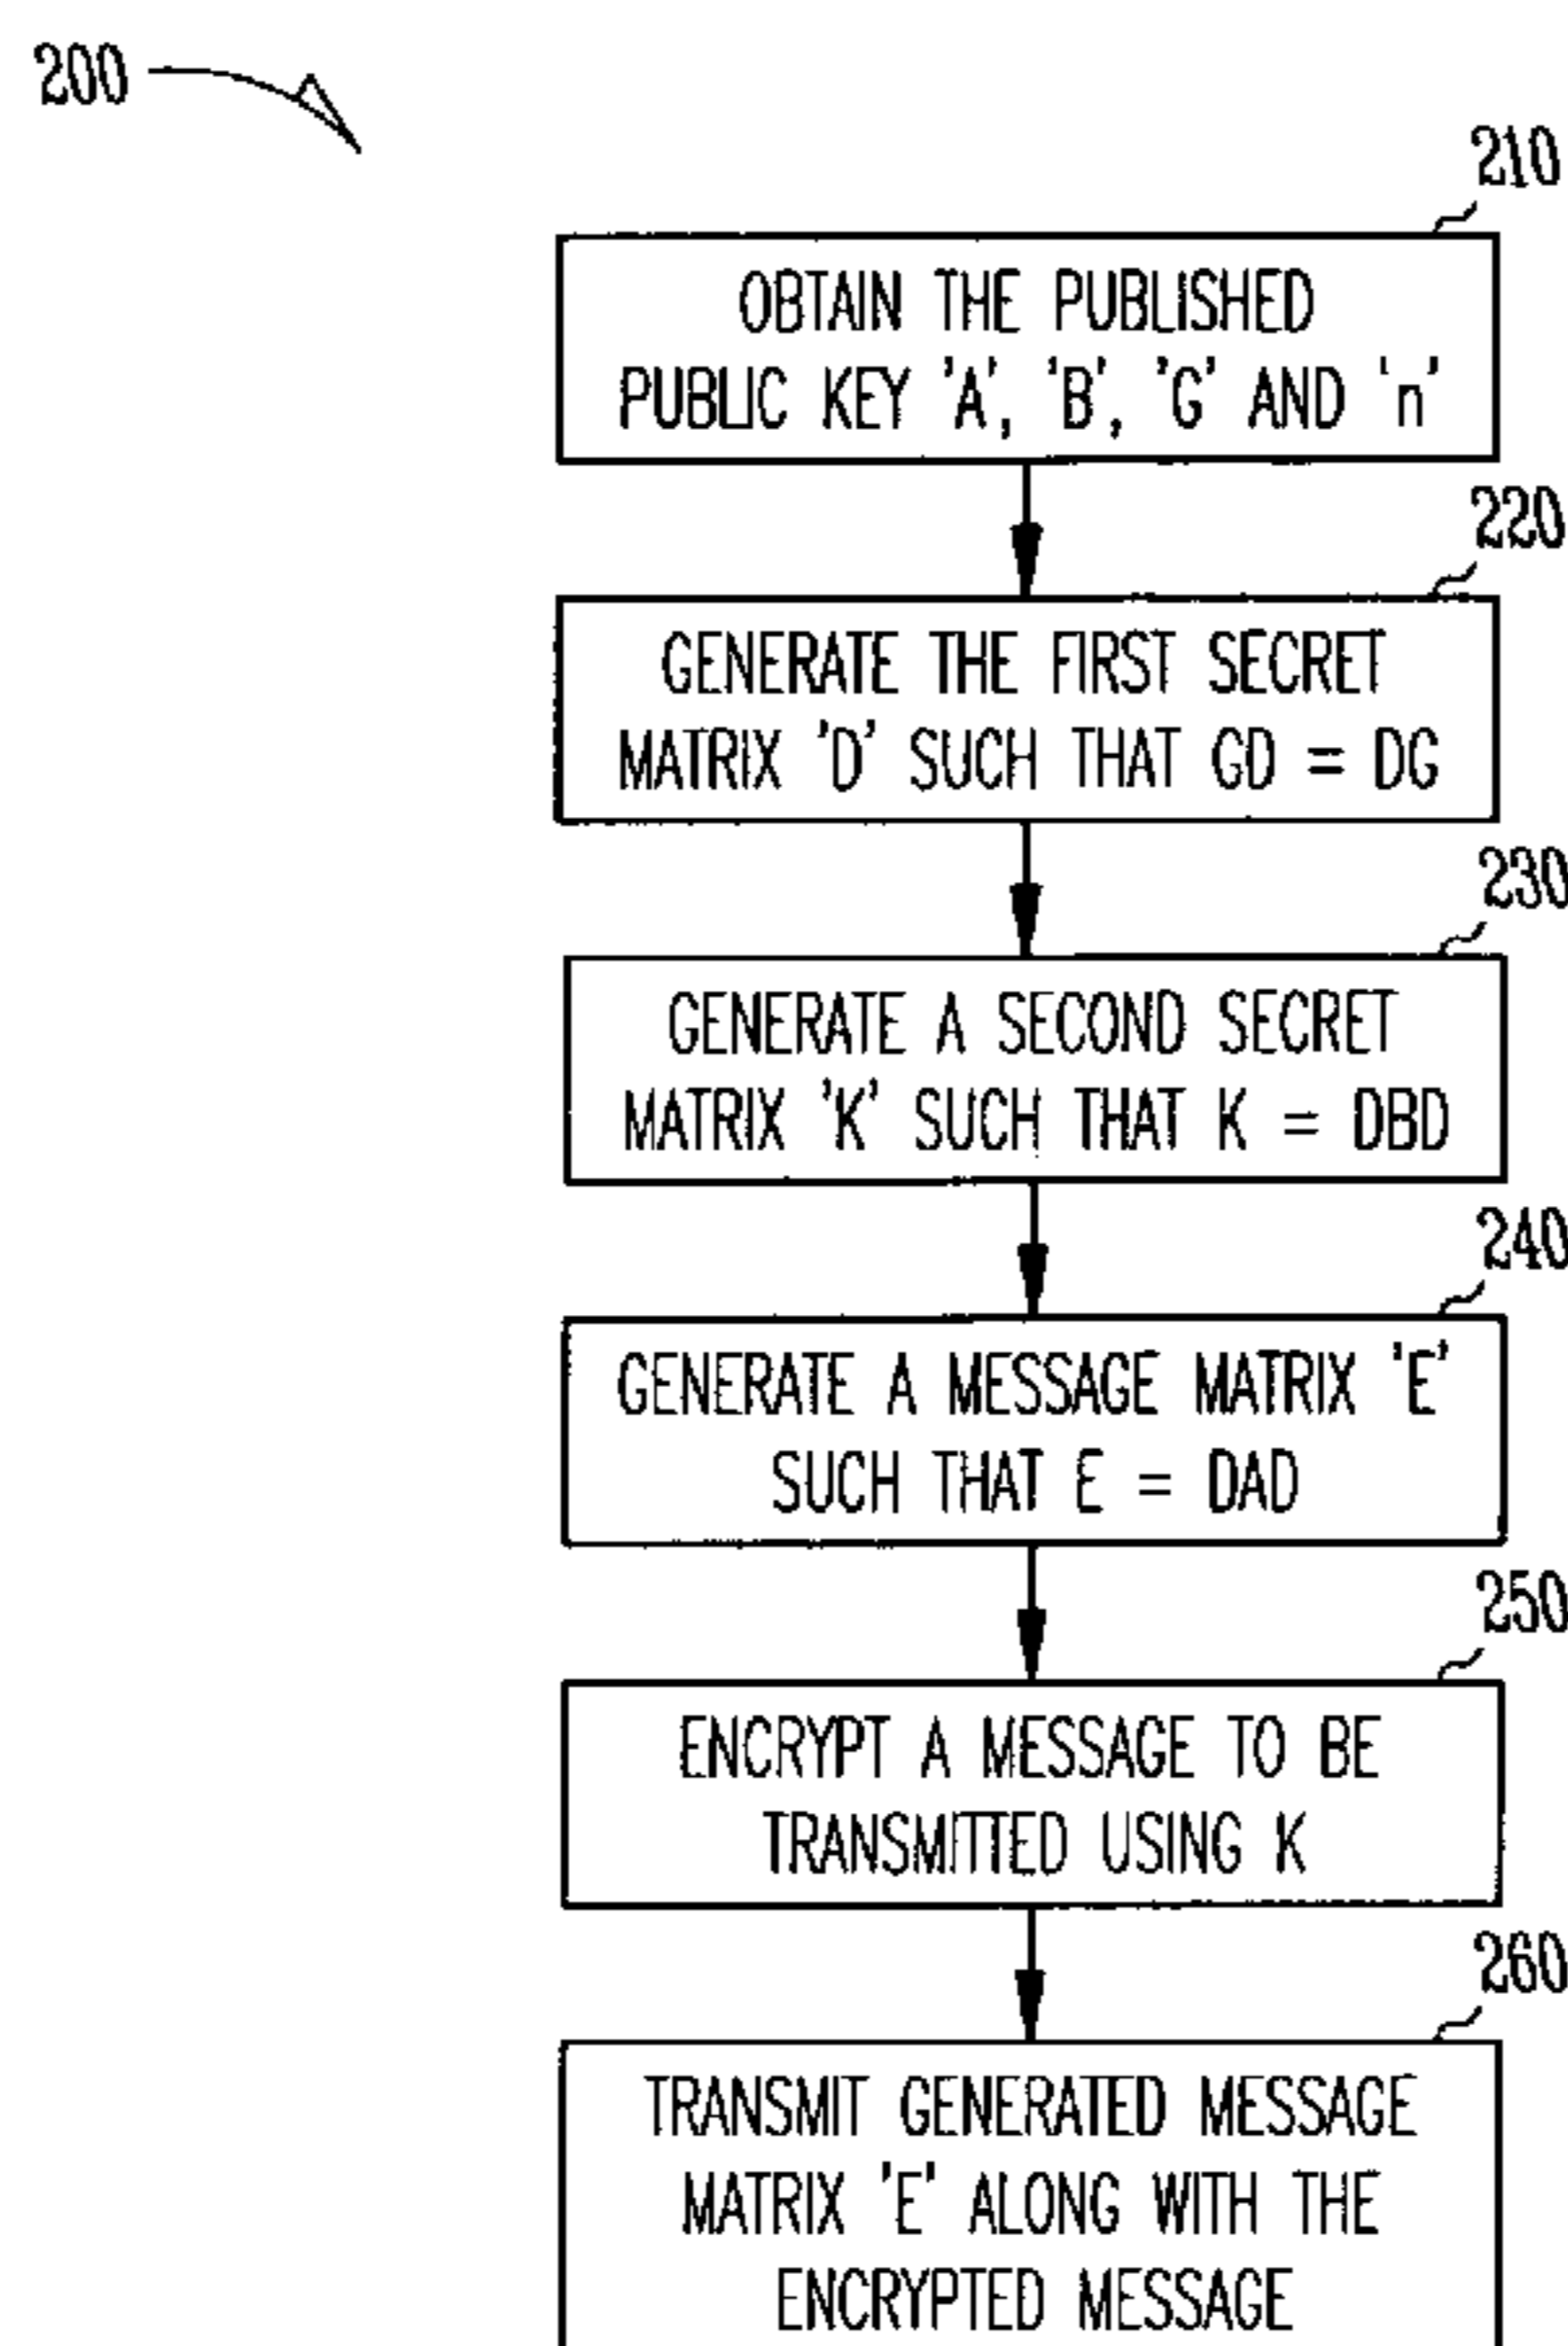 200
210
OBTAIN THE PUBLISHED
PUBLIC KEY 'A', 'B', 'G' AND 'n'
220
GENERATE THE FIRST SECRET
MATRIX 'D' SUCH THAT GD = DG
230
GENERATE A SECOND SECRET
MATRIX 'K' SUCH THAT K = DBD
240
GENERATE A MESSAGE MATRIX 'E'
SUCH THAT E = DAD
250
ENCRYPT A MESSAGE TO BE
TRANSMITTED USING K
260
TRANSMIT GENERATED MESSAGE
MATRIX 'E' ALONG WITH THE
ENCRYPTED MESSAGE